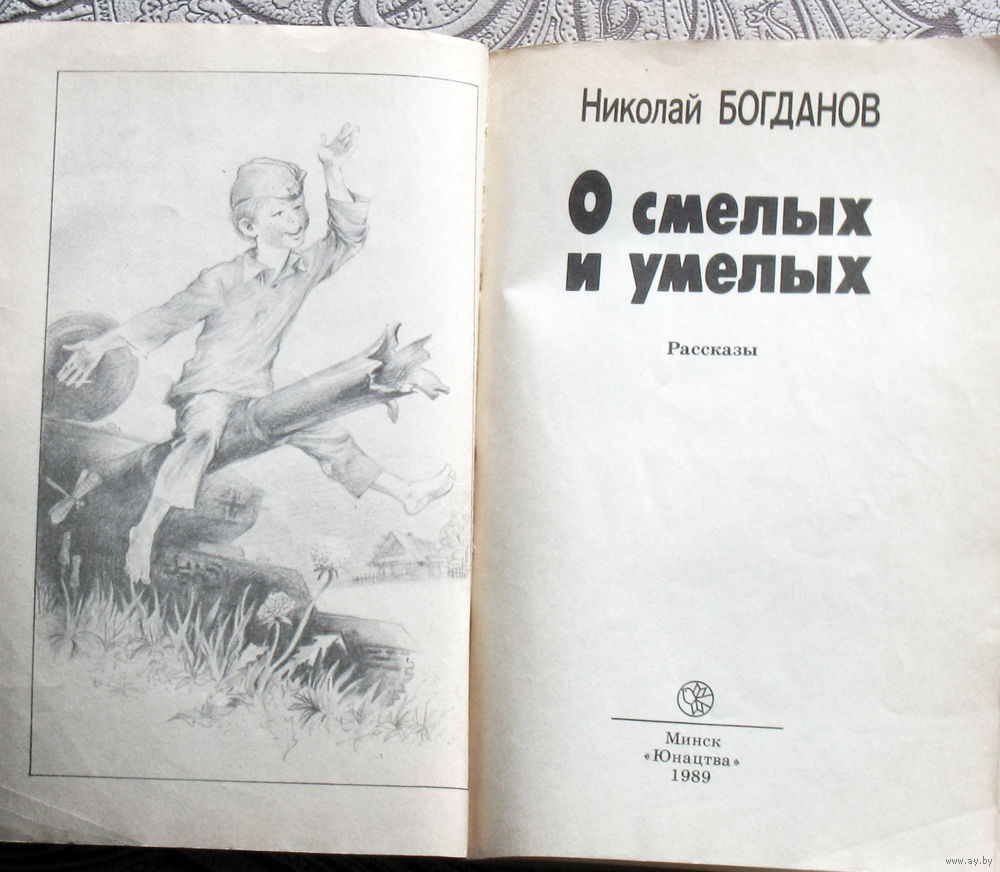 Николай БОГДАНОВ
О смелых
и умелых
Рассказы
Минск
«Юнацтва»
1989
www.ay.by